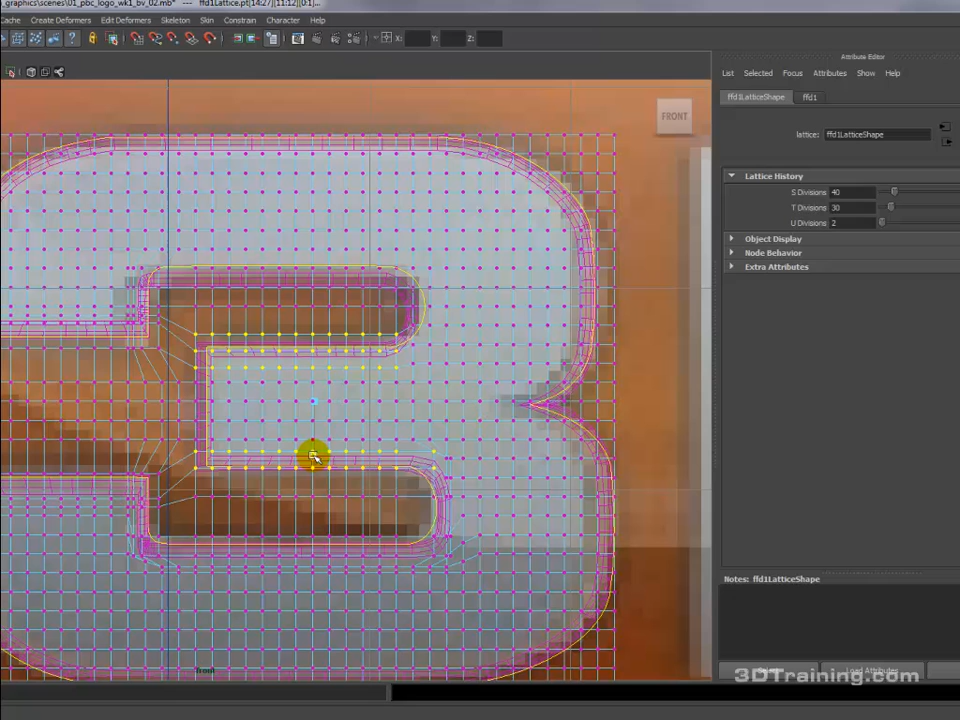 _graphics\scenes\01_pbc_logo_wk1_bv_02.mb* --- ffd1Lattice.pt[14:27][11:12][0:1]...
Cache Create Deformers Edit Deformers Skeleton Skin Constrain Character Help
X: Y: Z:
Attribute Editor
List Selected Focus Attributes Show Help
ffd1LatticeShape ffd1
FRONT
lattice: ffd1LatticeShape
Lattice History
S Divisions 40
T Divisions 30
U Divisions 2
Object Display
Node Behavior
Extra Attributes
Notes: ffd1LatticeShape
Front
Load Attributes
3DTraining.com